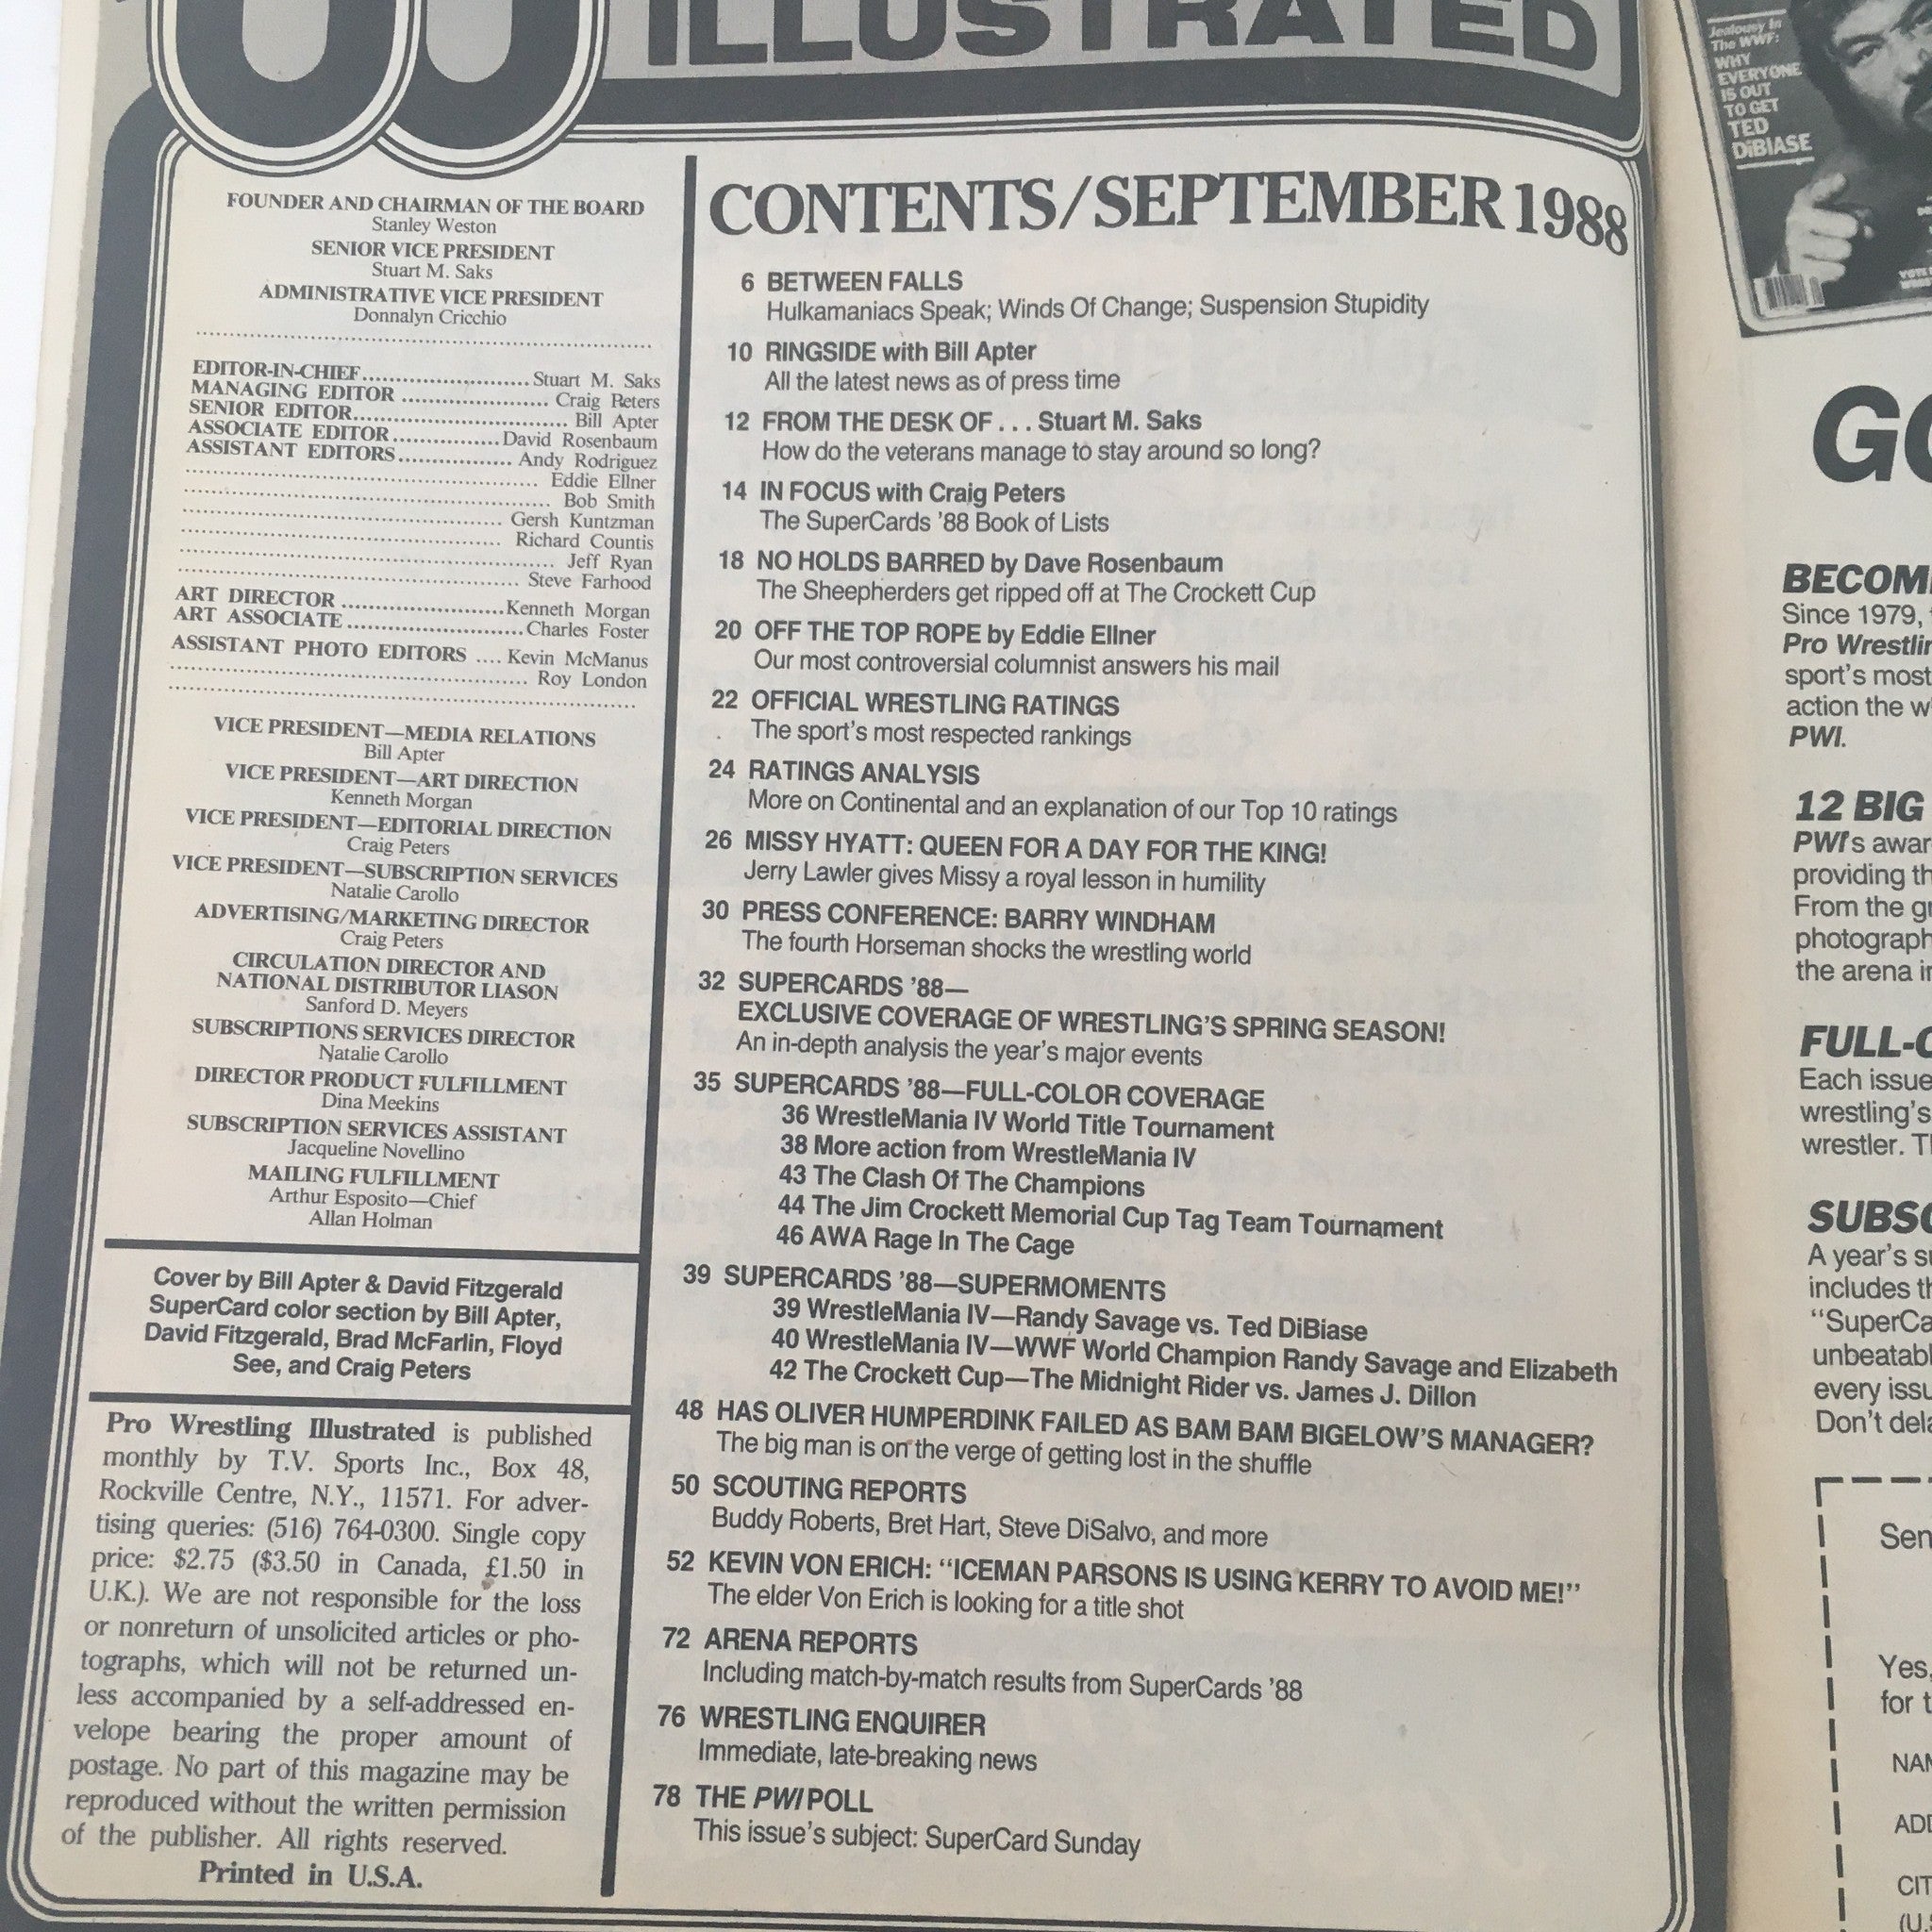 ILLUSTRATED
FOUNDER AND CHAIRMAN OF THE BOARD
Stanley Weston
SENIOR VICE PRESIDENT
Stuart M. Saks
ADMINISTRATIVE VICE PRESIDENT
Donnalyn Cricchio
EDITOR-IN-CHIEF..............................Stuart M. Saks
MANAGING EDITOR .......................... Craig Peters
SENIOR EDITOR...................................... Bill Apter
ASSOCIATE EDITOR...................David Rosenbaum
ASSISTANT EDITORS.................... Andy Rodriguez
Eddie Ellner
Bob Smith
Gersh Kuntzman
Richard Countis
Jeff Ryan
Steve Farhood
ART DIRECTOR .............................Kenneth Morgan
ART ASSOCIATE ...............................Charles Foster
ASSISTANT PHOTO EDITORS .... Kevin McManus
Roy London
VICE PRESIDENT—MEDIA RELATIONS
Bill Apter
VICE PRESIDENT—ART DIRECTION
Kenneth Morgan
VICE PRESIDENT—EDITORIAL DIRECTION
Craig Peters
VICE PRESIDENT—SUBSCRIPTION SERVICES
Natalie Carollo
ADVERTISING/MARKETING DIRECTOR
Craig Peters
CIRCULATION DIRECTOR AND
NATIONAL DISTRIBUTOR LIASON
Sanford D. Meyers
SUBSCRIPTIONS SERVICES DIRECTOR
Natalie Carollo
DIRECTOR PRODUCT FULFILLMENT
Dina Meekins
SUBSCRIPTION SERVICES ASSISTANT
Jacqueline Novellino
MAILING FULFILLMENT
Arthur Esposito—Chief
Allan Holman
Cover by Bill Apter & David Fitzgerald
SuperCard color section by Bill Apter,
David Fitzgerald, Brad McFarlin, Floyd
See, and Craig Peters
Pro Wrestling Illustrated is published
monthly by T.V. Sports Inc., Box 48,
Rockville Centre, N.Y., 11571. For adver-
tising queries: (516) 764-0300. Single copy
price: $2.75 ($3.50 in Canada, £1.50 in
U.K.). We are not responsible for the loss
or nonreturn of unsolicited articles or pho-
tographs, which will not be returned un-
less accompanied by a self-addressed en-
velope bearing the proper amount of
postage. No part of this magazine may be
reproduced without the written permission
of the publisher. All rights reserved.
Printed in U.S.A.
CONTENTS/SEPTEMBER 1988
6 BETWEEN FALLS
Hulkamaniacs Speak; Winds Of Change; Suspension Stupidity
10 RINGSIDE with Bill Apter
All the latest news as of press time
12 FROM THE DESK OF . . . Stuart M. Saks
How do the veterans manage to stay around so long?
14 IN FOCUS with Craig Peters
The SuperCards '88 Book of Lists
18 NO HOLDS BARRED by Dave Rosenbaum
The Sheepherders get ripped off at The Crockett Cup
20 OFF THE TOP ROPE by Eddie Ellner
Our most controversial columnist answers his mail
22 OFFICIAL WRESTLING RATINGS
The sport's most respected rankings
24 RATINGS ANALYSIS
More on Continental and an explanation of our Top 10 ratings
26 MISSY HYATT: QUEEN FOR A DAY FOR THE KING!
Jerry Lawler gives Missy a royal lesson in humility
30 PRESS CONFERENCE: BARRY WINDHAM
The fourth Horseman shocks the wrestling world
32 SUPERCARDS '88—
EXCLUSIVE COVERAGE OF WRESTLING'S SPRING SEASON!
An in-depth analysis the year's major events
35 SUPERCARDS '88—FULL-COLOR COVERAGE
36 WrestleMania IV World Title Tournament
38 More action from WrestleMania IV
43 The Clash Of The Champions
44 The Jim Crockett Memorial Cup Tag Team Tournament
46 AWA Rage In The Cage
39 SUPERCARDS '88—SUPERMOMENTS
39 WrestleMania IV—Randy Savage vs. Ted DiBiase
40 WrestleMania IV—WWF World Champion Randy Savage and Elizabeth
42 The Crockett Cup—The Midnight Rider vs. James J. Dillon
48 HAS OLIVER HUMPERDINK FAILED AS BAM BAM BIGELOW'S MANAGER?
The big man is on the verge of getting lost in the shuffle
50 SCOUTING REPORTS
Buddy Roberts, Bret Hart, Steve DiSalvo, and more
52 KEVIN VON ERICH: "ICEMAN PARSONS IS USING KERRY TO AVOID ME!"
The elder Von Erich is looking for a title shot
72 ARENA REPORTS
Including match-by-match results from SuperCards '88
76 WRESTLING ENQUIRER
Immediate, late-breaking news
78 THE PWI POLL
This issue's subject: SuperCard Sunday
Jealousy In
The WWF:
WHY
EVERYONE
IS OUT
TO GET
TED
DiBIASE
GO
BECOM
Since 1979,
Pro Wrestlin
sport's most
action the w
PWI.
12 BIG
PWI's awar
providing th
From the gr
photograph
the arena in
FULL-C
Each issue
wrestling's
wrestler. Th
SUBSC
A year's su
includes th
"SuperCa
unbeatabl
every issu
Don't dela
Sen
Yes,
for t
NAM
ADD
CIT
(U.